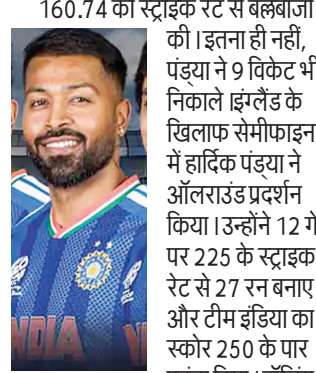 160.74 की स्ट्राइक रेट से बल्लेबाजी
की। इतना ही नहीं,
पंड्या ने 9 विकेट भी
निकाले।इंग्लैंड के
खिलाफ सेमीफाइन
में हार्दिक पंड्या ने
ऑलराउंड प्रदर्शन
किया। उन्होंने 12 गे
पर 225 के स्ट्राइक
रेट से 27 रन बनाए
और टीम इंडिया का
स्कोर 250 के पार
INDIA